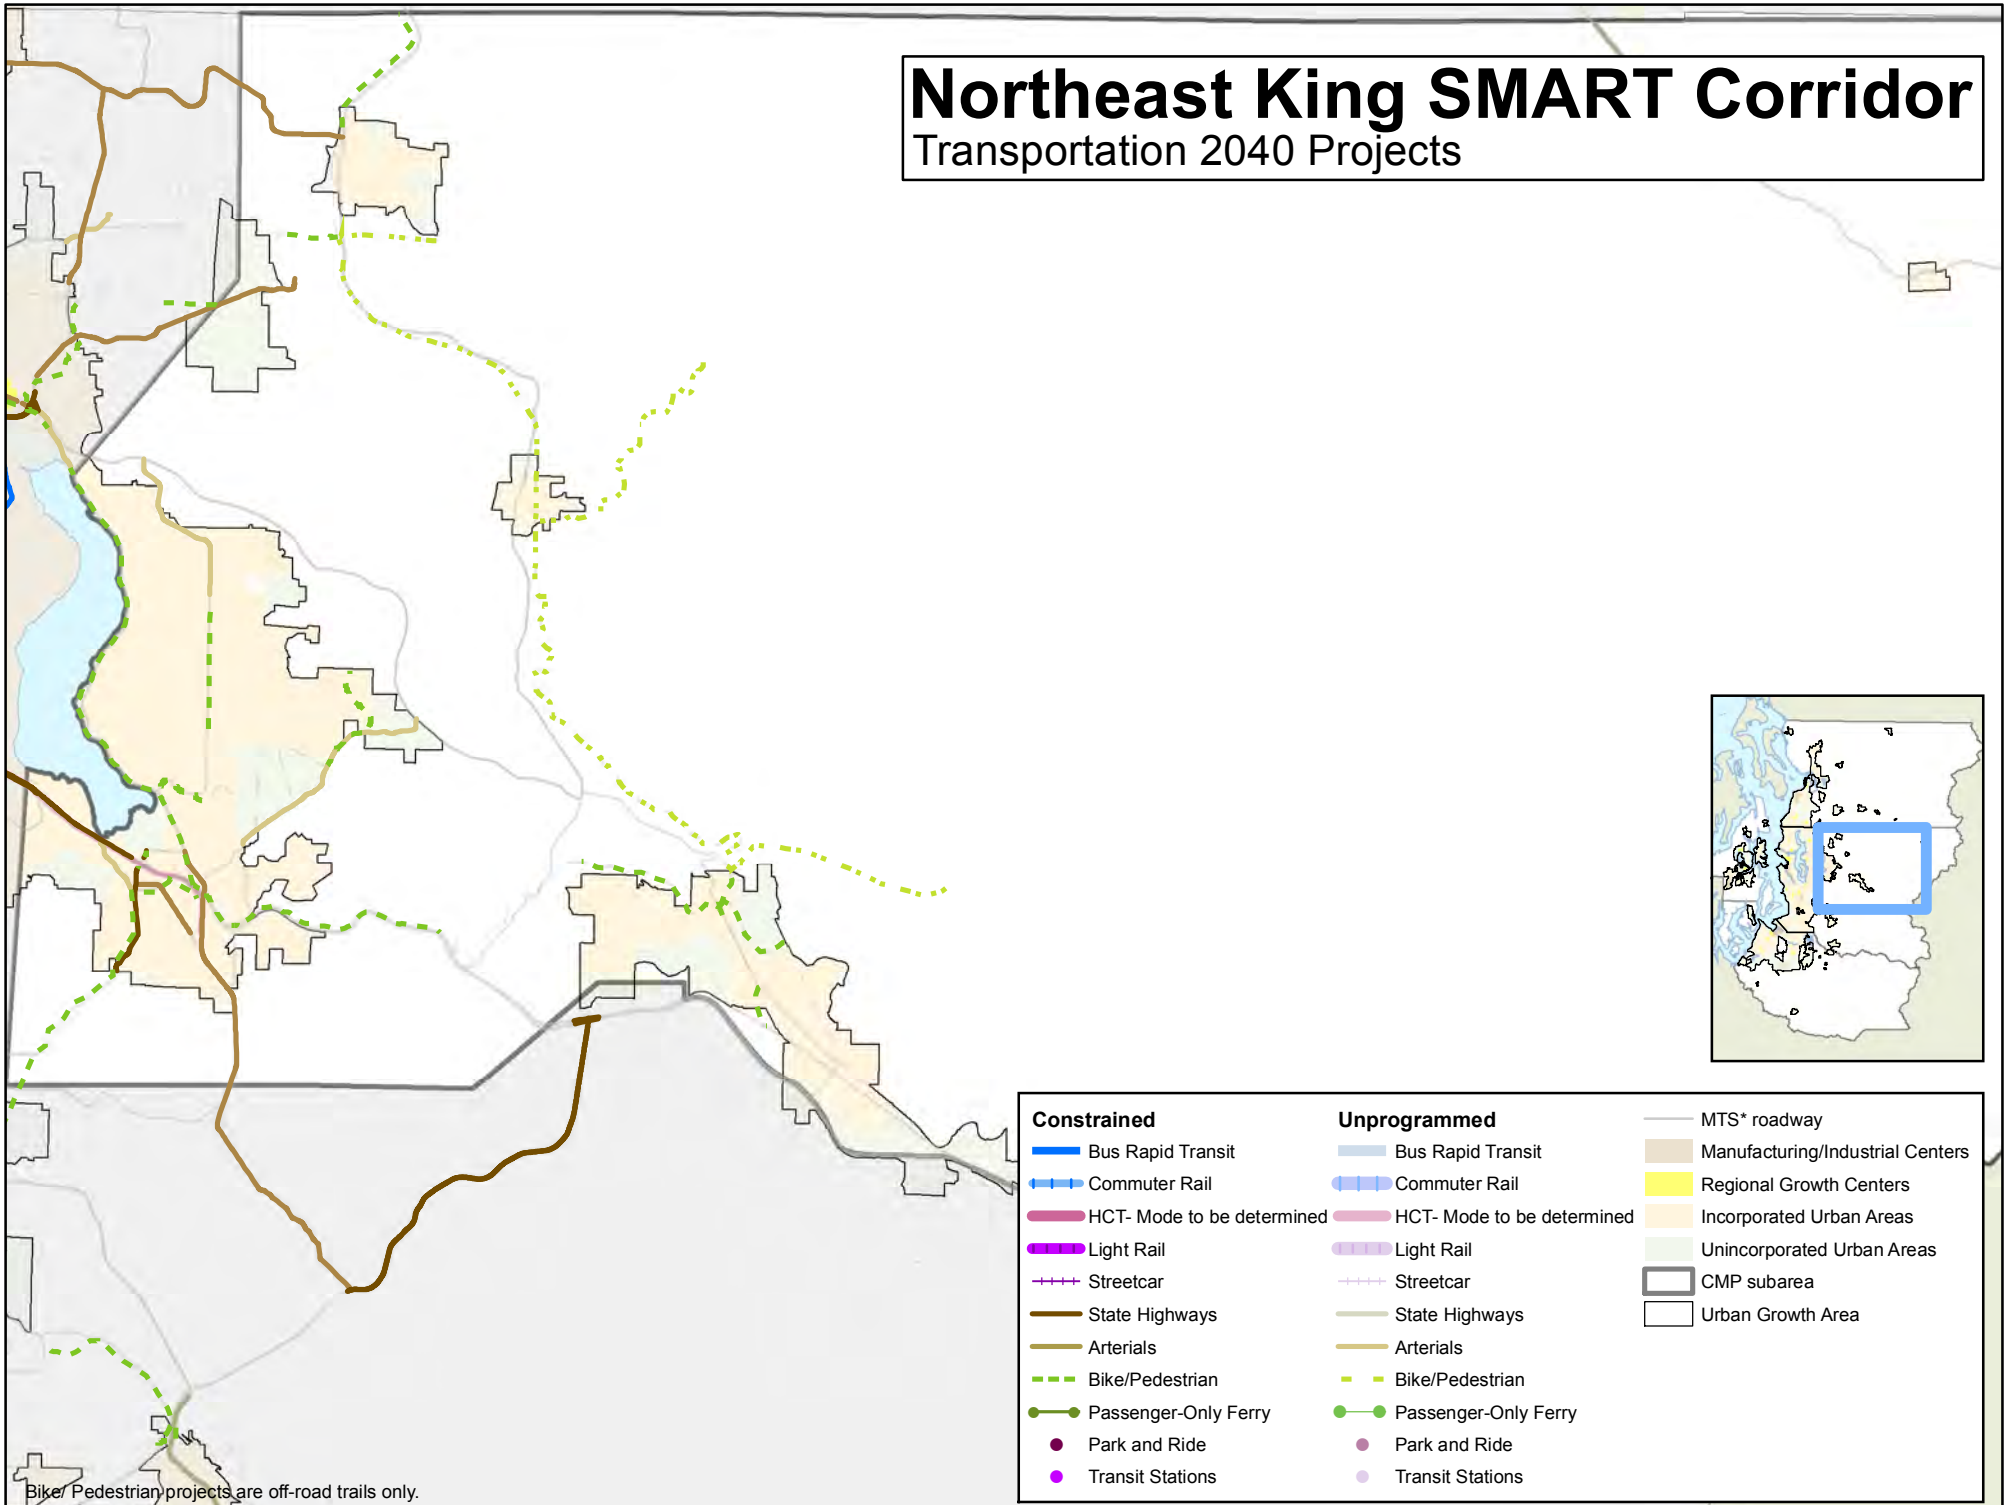 Northeast King SMART Corridor
Transportation 2040 Projects
Constrained
Bus Rapid Transit
Commuter Rail
HCT- Mode to be determined
Light Rail
Streetcar
State Highways
Arterials
Bike/Pedestrian
Passenger-Only Ferry
Park and Ride
Transit Stations
Unprogrammed
Bus Rapid Transit
Commuter Rail
HCT- Mode to be determined
Light Rail
Streetcar
State Highways
Arterials
Bike/Pedestrian
Passenger-Only Ferry
Park and Ride
Transit Stations
MTS* roadway
Manufacturing/Industrial Centers
Regional Growth Centers
Incorporated Urban Areas
Unincorporated Urban Areas
CMP subarea
Urban Growth Area
Bike/ Pedestrian projects are off-road trails only.